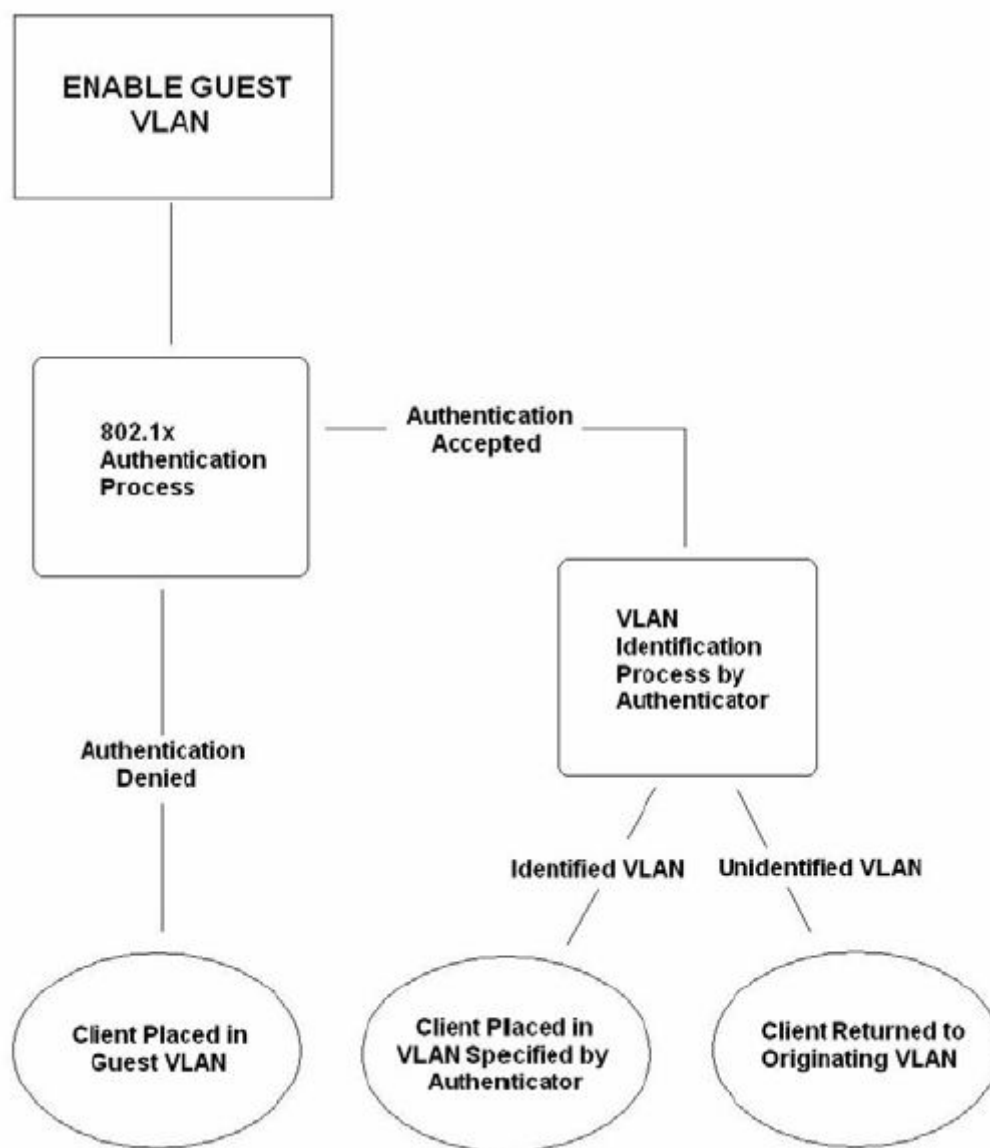 ENABLE GUEST
VLAN
802.1x
Authentication
Process
Authentication
Accepted
VLAN
Identification
Process by
Authenticator
Authentication
Denied
Identified VLAN
Unidentified VLAN
Client Placed in
Guest VLAN
Client Placed in
VLAN Specified by
Authenticator
Client Returned to
Originating VLAN